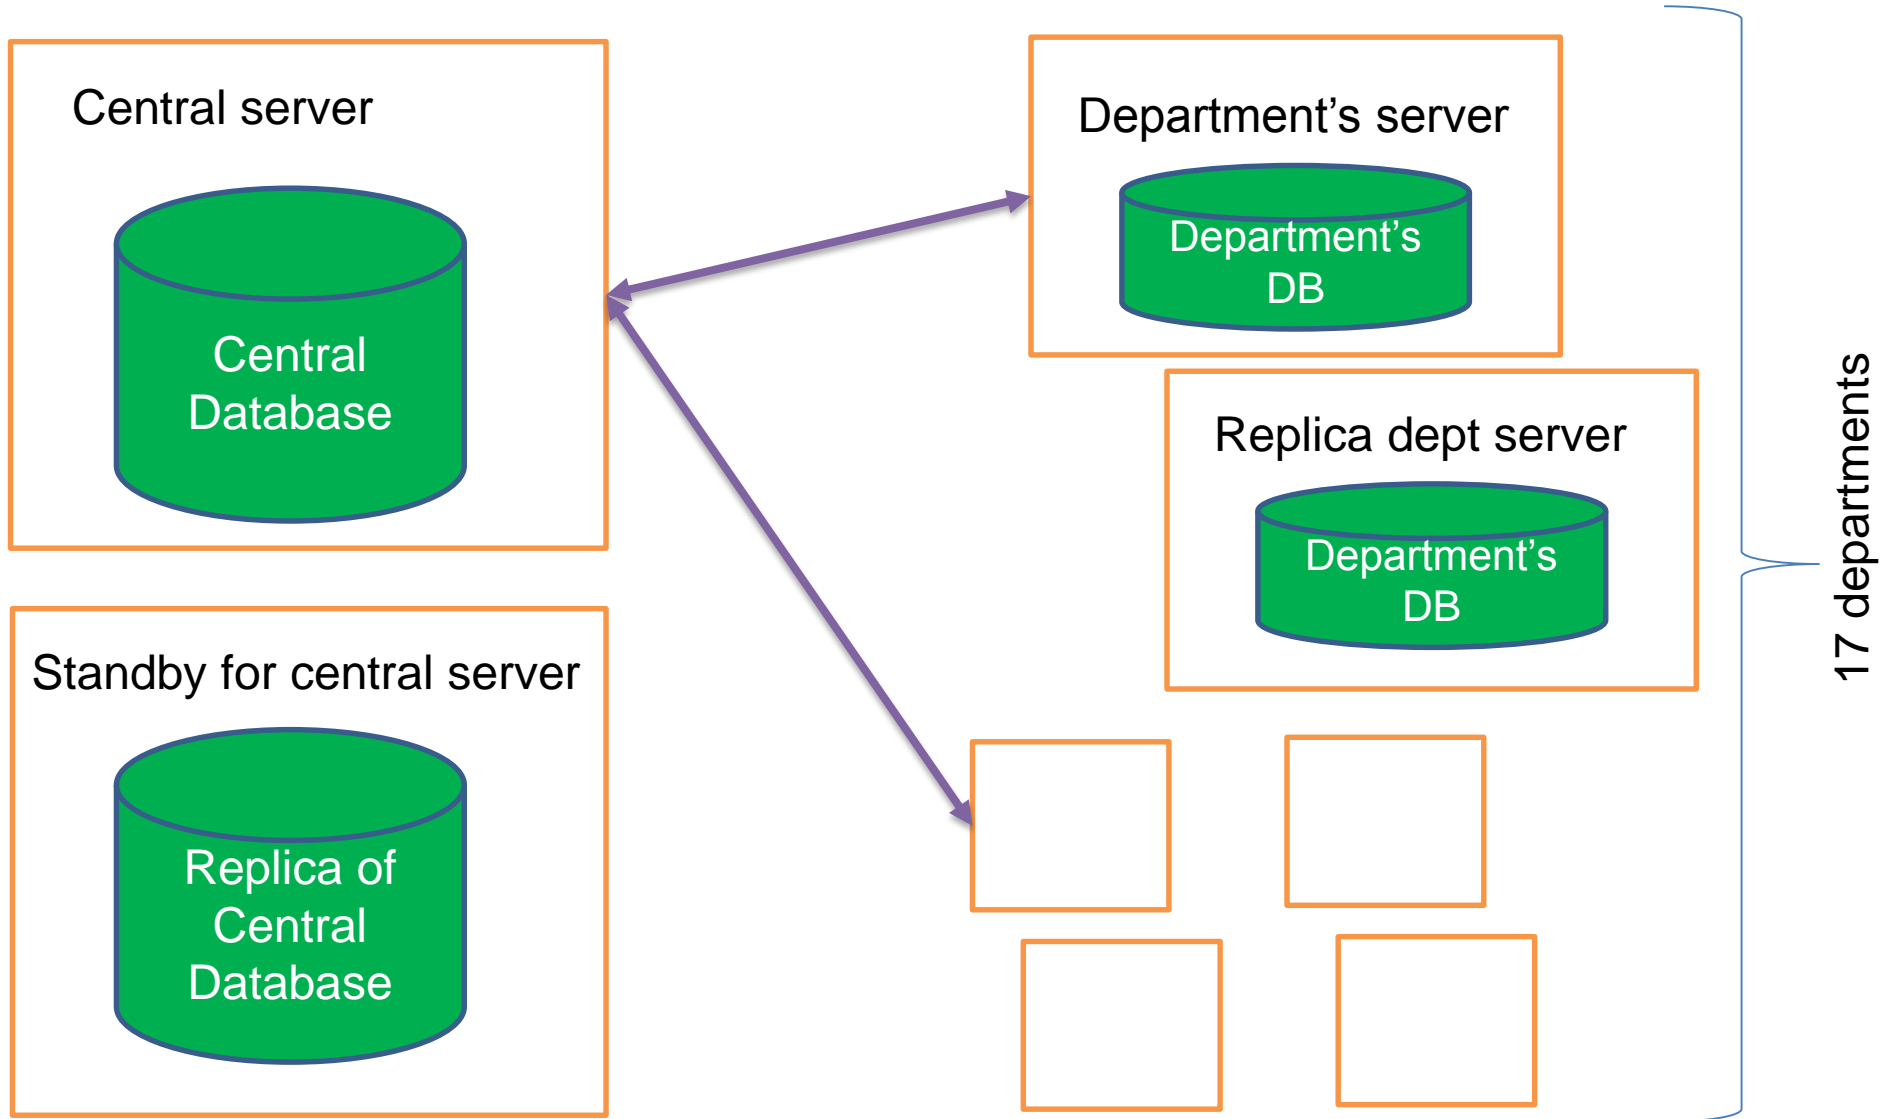 Central server
Central
Database
Standby for central server
Replica of
Central
Database
Department’s server
Department’s
DB
Replica dept server
Department’s
DB
17 departments